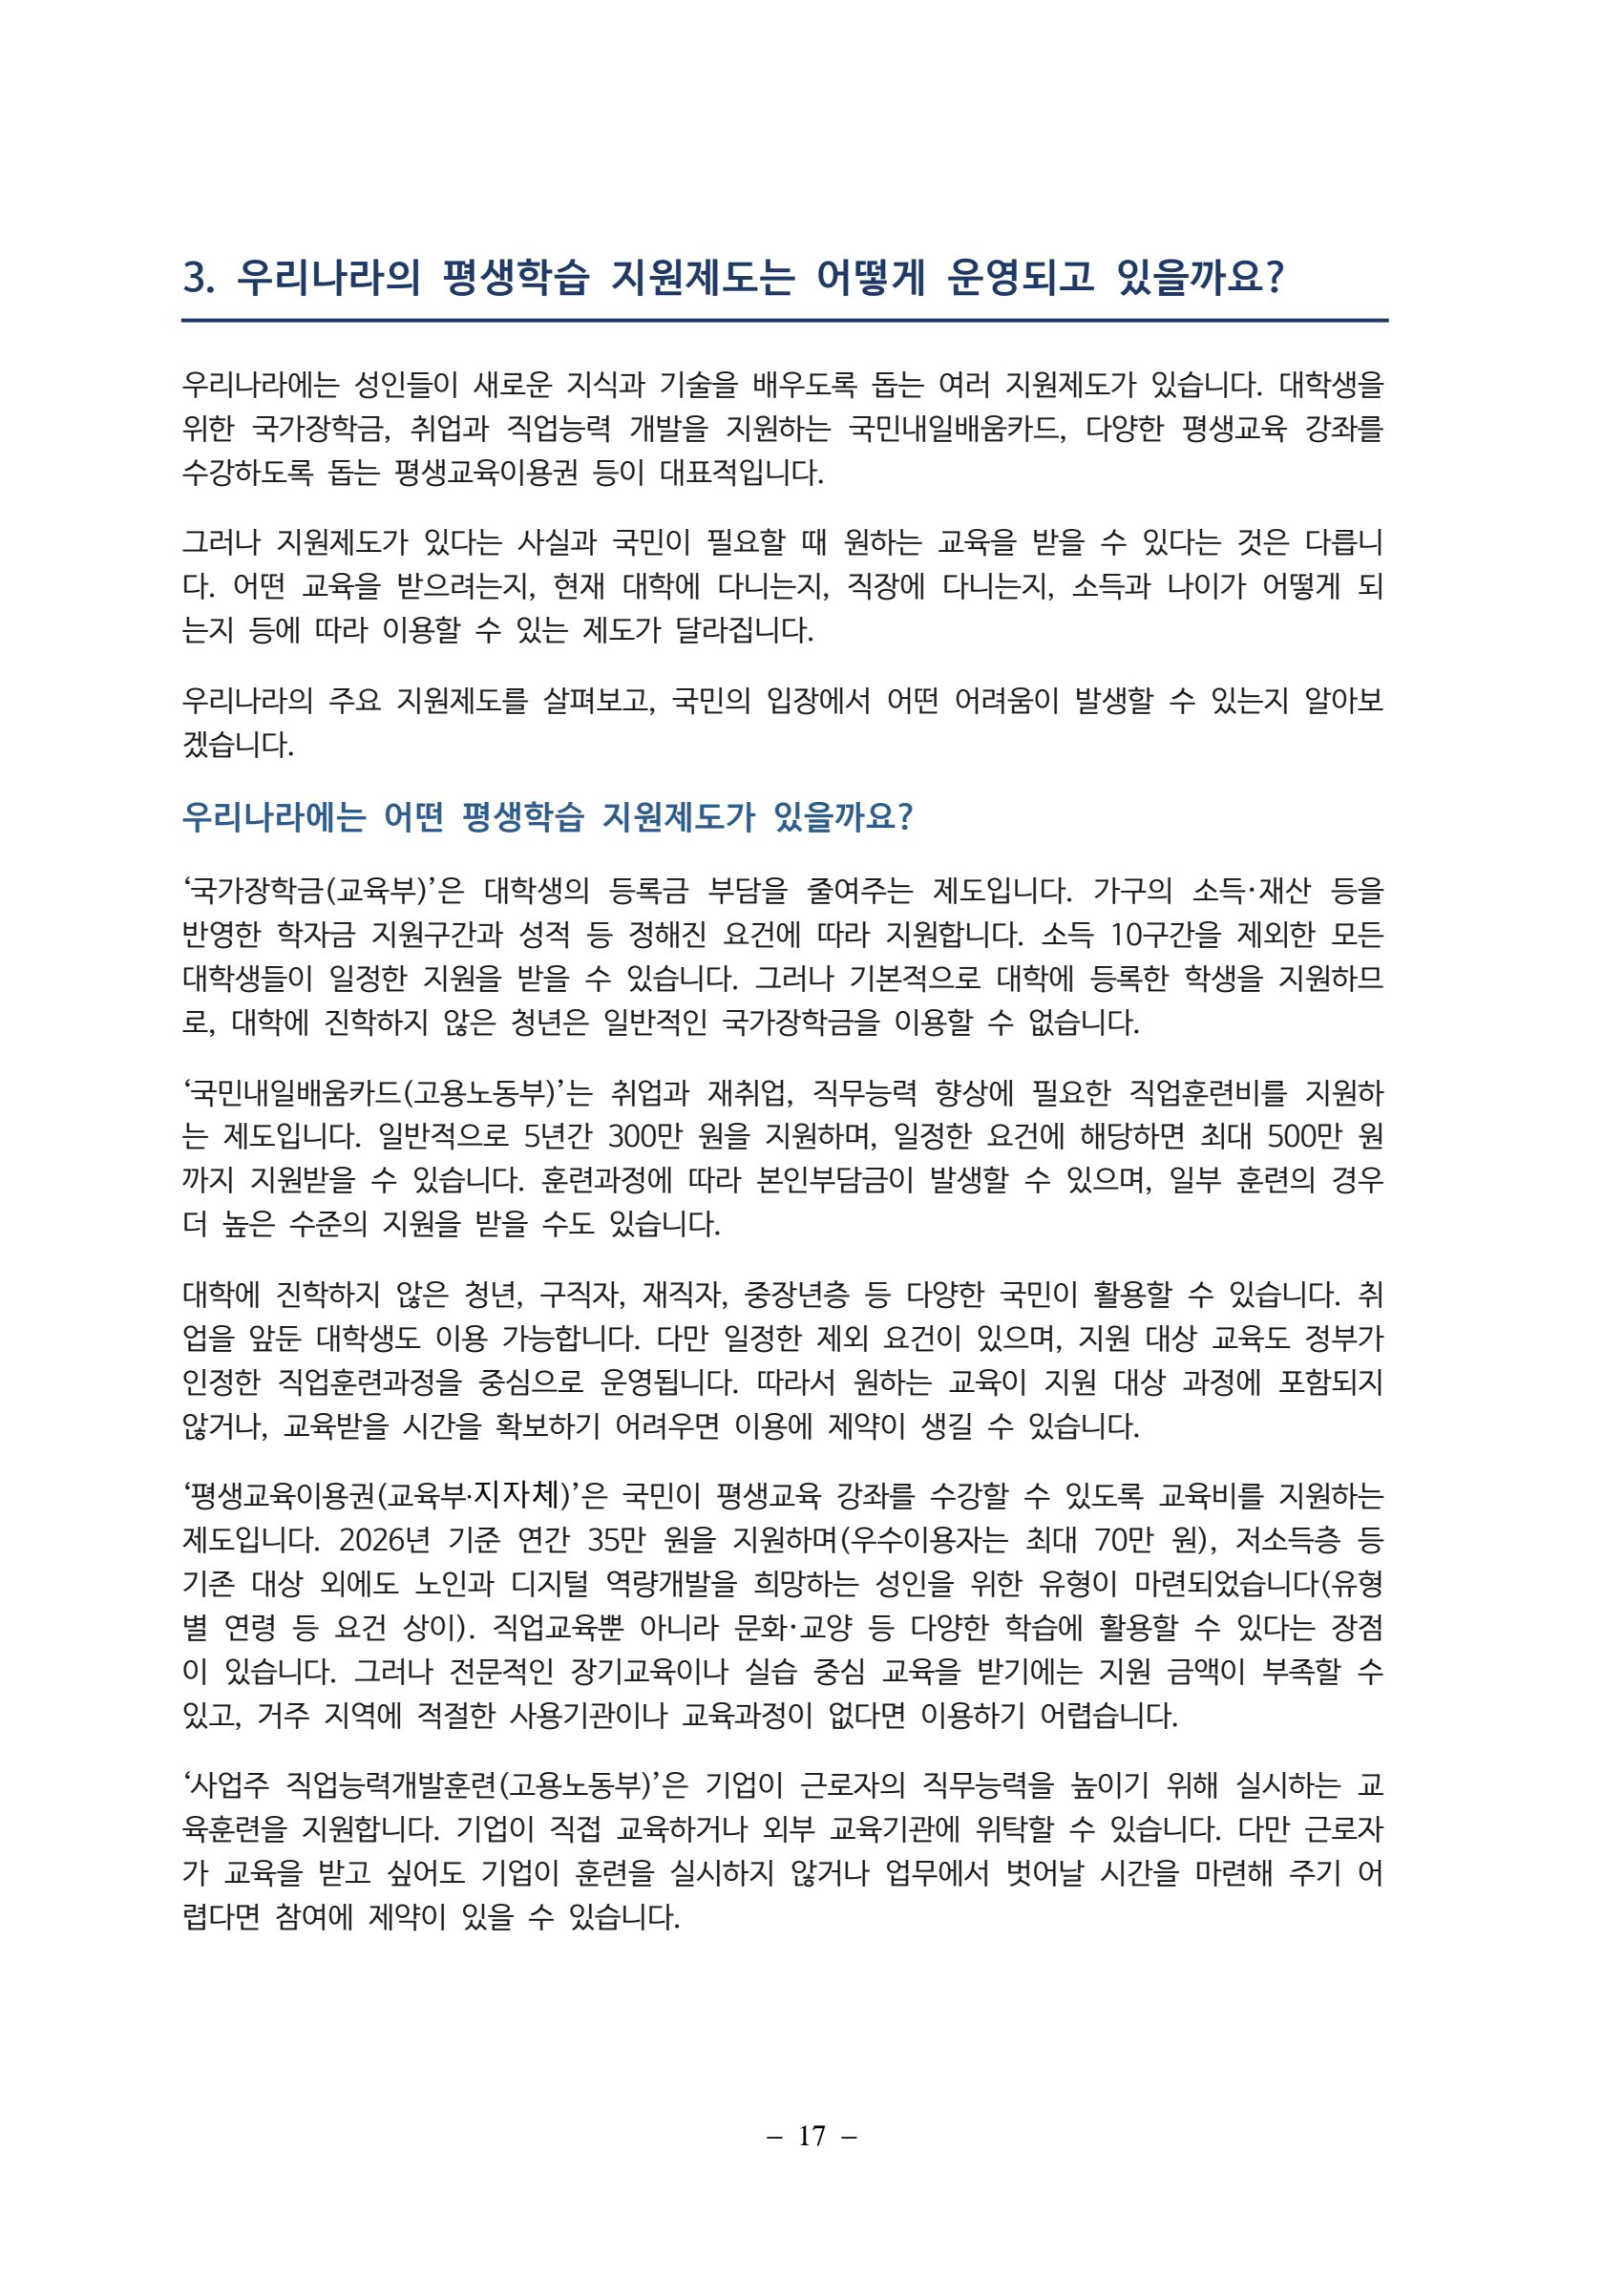 3. 우리나라의 평생학습 지원제도는 어떻게 운영되고 있을까요?
우리나라에는 성인들이 새로운 지식과 기술을 배우도록 돕는 여러 지원제도가 있습니다. 대학생을
위한 국가장학금, 취업과 직업능력 개발을 지원하는 국민내일배움카드, 다양한 평생교육 강좌를
수강하도록 돕는 평생교육이용권 등이 대표적입니다.
그러나 지원제도가 있다는 사실과 국민이 필요할 때 원하는 교육을 받을 수 있다는 것은 다릅니
다. 어떤 교육을 받으려는지, 현재 대학에 다니는지, 직장에 다니는지, 소득과 나이가 어떻게 되
는지 등에 따라 이용할 수 있는 제도가 달라집니다.
우리나라의 주요 지원제도를 살펴보고, 국민의 입장에서 어떤 어려움이 발생할 수 있는지 알아보
겠습니다.
우리나라에는 어떤 평생학습 지원제도가 있을까요?
‘국가장학금(교육부)’은 대학생의 등록금 부담을 줄여주는 제도입니다. 가구의 소득·재산 등을
반영한 학자금 지원구간과 성적 등 정해진 요건에 따라 지원합니다. 소득 10구간을 제외한 모든
대학생들이 일정한 지원을 받을 수 있습니다. 그러나 기본적으로 대학에 등록한 학생을 지원하므
로, 대학에 진학하지 않은 청년은 일반적인 국가장학금을 이용할 수 없습니다.
‘국민내일배움카드(고용노동부)’는 취업과 재취업, 직무능력 향상에 필요한 직업훈련비를 지원하
는 제도입니다. 일반적으로 5년간 300만 원을 지원하며, 일정한 요건에 해당하면 최대 500만 원
까지 지원받을 수 있습니다. 훈련과정에 따라 본인부담금이 발생할 수 있으며, 일부 훈련의 경우
더 높은 수준의 지원을 받을 수도 있습니다.
대학에 진학하지 않은 청년, 구직자, 재직자, 중장년층 등 다양한 국민이 활용할 수 있습니다. 취
업을 앞둔 대학생도 이용 가능합니다. 다만 일정한 제외 요건이 있으며, 지원 대상 교육도 정부가
인정한 직업훈련과정을 중심으로 운영됩니다. 따라서 원하는 교육이 지원 대상 과정에 포함되지
않거나, 교육받을 시간을 확보하기 어려우면 이용에 제약이 생길 수 있습니다.
‘평생교육이용권(교육부·지자체)’은 국민이 평생교육 강좌를 수강할 수 있도록 교육비를 지원하는
제도입니다. 2026년 기준 연간 35만 원을 지원하며(우수이용자는 최대 70만 원), 저소득층 등
기존 대상 외에도 노인과 디지털 역량개발을 희망하는 성인을 위한 유형이 마련되었습니다(유형
별 연령 등 요건 상이). 직업교육뿐 아니라 문화·교양 등 다양한 학습에 활용할 수 있다는 장점
이 있습니다. 그러나 전문적인 장기교육이나 실습 중심 교육을 받기에는 지원 금액이 부족할 수
있고, 거주 지역에 적절한 사용기관이나 교육과정이 없다면 이용하기 어렵습니다.
‘사업주 직업능력개발훈련(고용노동부)’은 기업이 근로자의 직무능력을 높이기 위해 실시하는 교
육훈련을 지원합니다. 기업이 직접 교육하거나 외부 교육기관에 위탁할 수 있습니다. 다만 근로자
가 교육을 받고 싶어도 기업이 훈련을 실시하지 않거나 업무에서 벗어날 시간을 마련해 주기 어
렵다면 참여에 제약이 있을 수 있습니다.
– 17 –